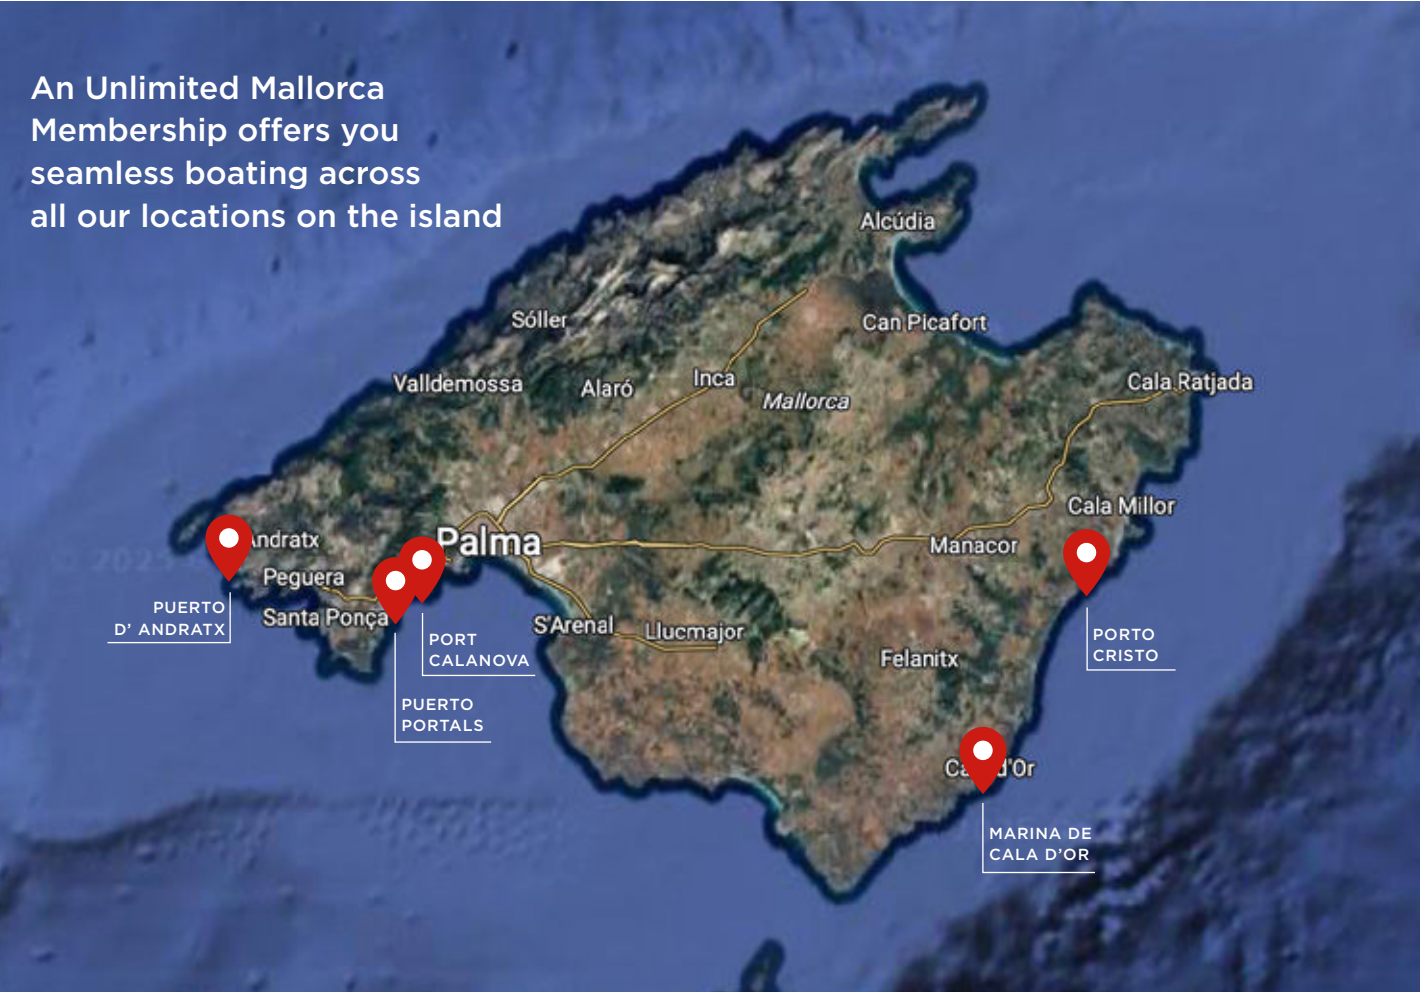 An Unlimited Mallorca
Membership offers you
seamless boating across
all our locations on the island
Alcúdia
Sóller
Can Picafort
Valldemossa
Alaró
Inca
Mallorca
Cala Ratjada
Cala Millor
Andratx
Palma
Manacor
Peguera
Santa Ponça
S'Arenal
Llucmajor
Felanitx
PUERTO
D' ANDRATX
PORT
CALANOVA
PUERTO
PORTALS
PORTO
CRISTO
d'Or
MARINA DE
CALA D'OR